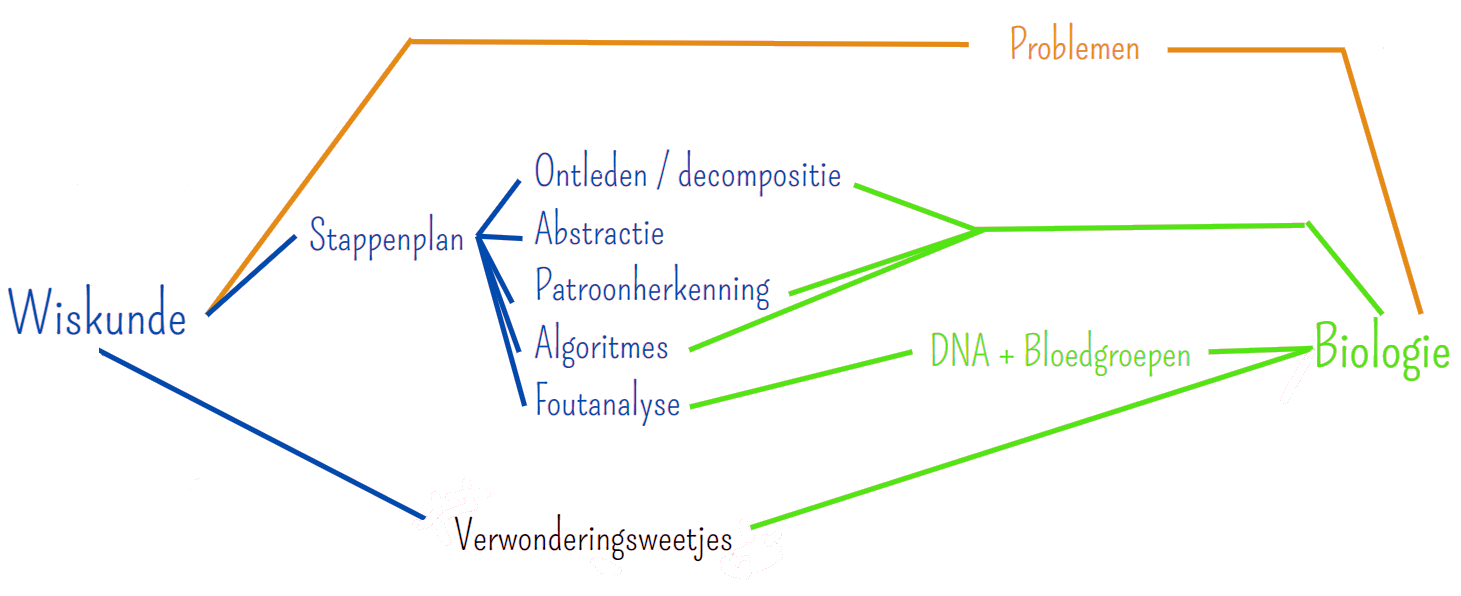 Problemen
Ontleden / decompositie
Stappenplan
Abstractie
Patroonherkenning
Wiskunde
Algoritmes
DNA + Bloedgroepen
Biologie
Foutanalyse
Verwonderingsweetjes